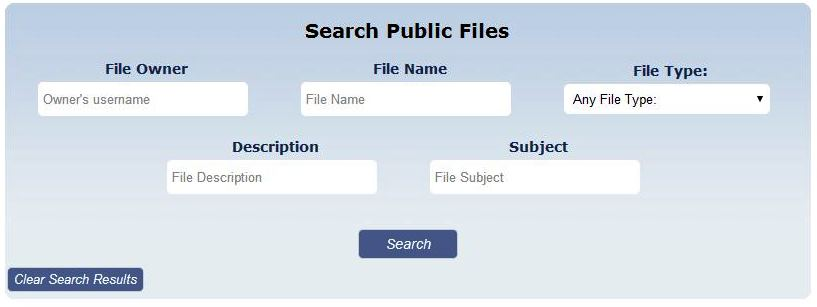 Search Public Files
File Owner File Name File Type:
Owner's username File Name Any File Type:
Description Subject
File Description File Subject
Search
Clear Search Results